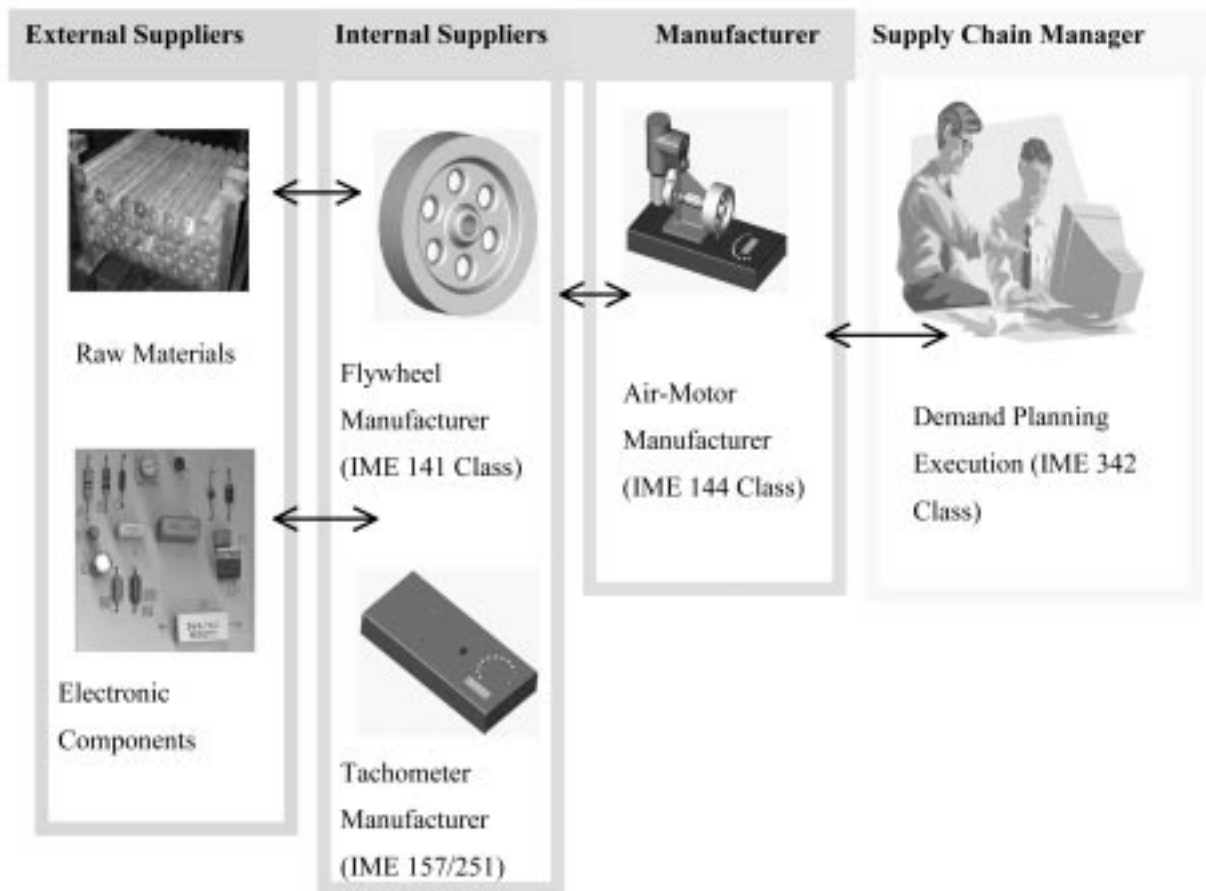 External Suppliers
Internal Suppliers
Manufacturer
Supply Chain Manager
Raw Materials
Electronic
Components
Flywheel
Manufacturer
(IME 141 Class)
Tachometer
Manufacturer
(IME 157/251)
Air-Motor
Manufacturer
(IME 144 Class)
Demand Planning
Execution (IME 342
Class)